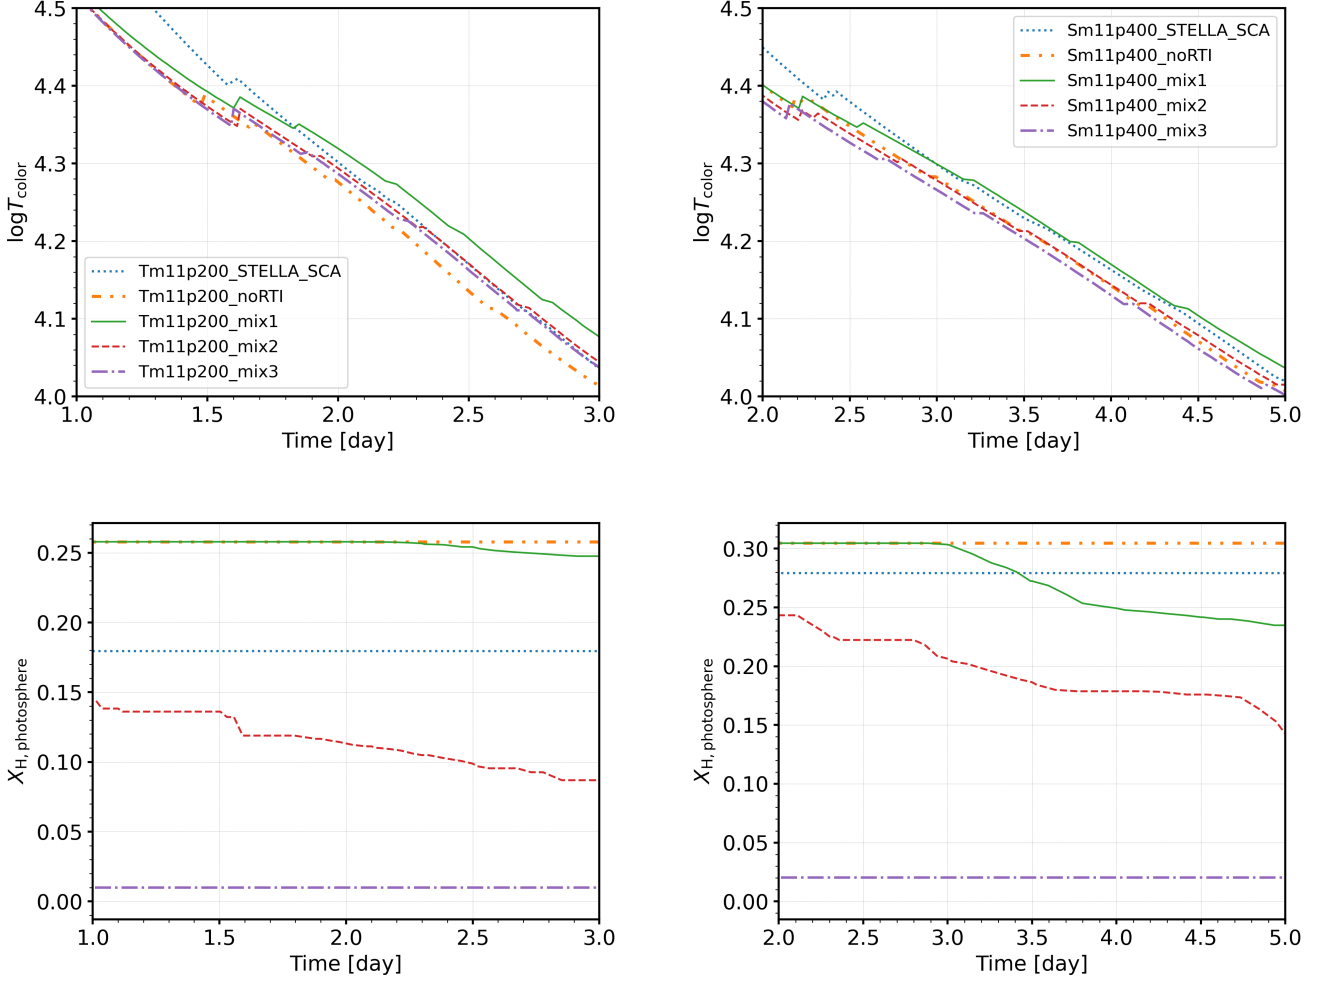 4.5
4.4
4.3
4.2
4.1
4.0
logT_color
1.0 1.5 2.0 2.5 3.0
Time [day]
Tm11p200_STELLA_SCA
Tm11p200_noRTI
Tm11p200_mix1
Tm11p200_mix2
Tm11p200_mix3
4.5
4.4
4.3
4.2
4.1
4.0
logT_color
2.0 2.5 3.0 3.5 4.0 4.5 5.0
Time [day]
Sm11p400_STELLA_SCA
Sm11p400_noRTI
Sm11p400_mix1
Sm11p400_mix2
Sm11p400_mix3
0.25
0.20
0.15
0.10
0.05
0.00
X_H, photosphere
1.0 1.5 2.0 2.5 3.0
Time [day]
0.30
0.25
0.20
0.15
0.10
0.05
0.00
X_H, photosphere
2.0 2.5 3.0 3.5 4.0 4.5 5.0
Time [day]